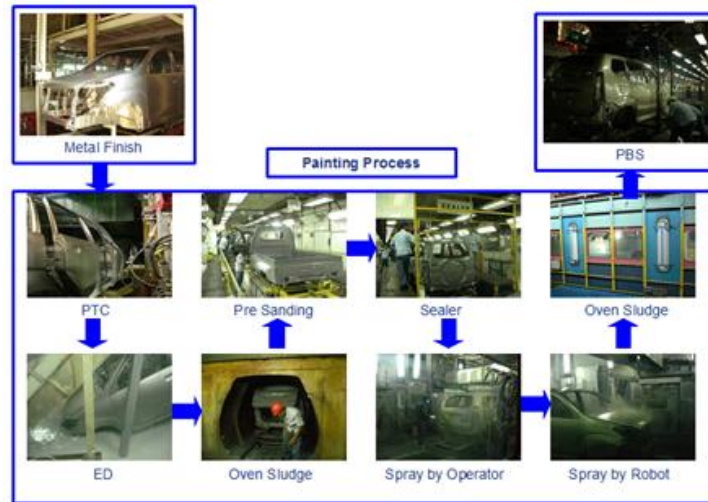 Metal Finish
PBS
Painting Process
SEALER
PTC
Pre Sanding
Sealer
Oven Sludge
ED
Oven Sludge
Spray by Operator
Spray by Robot